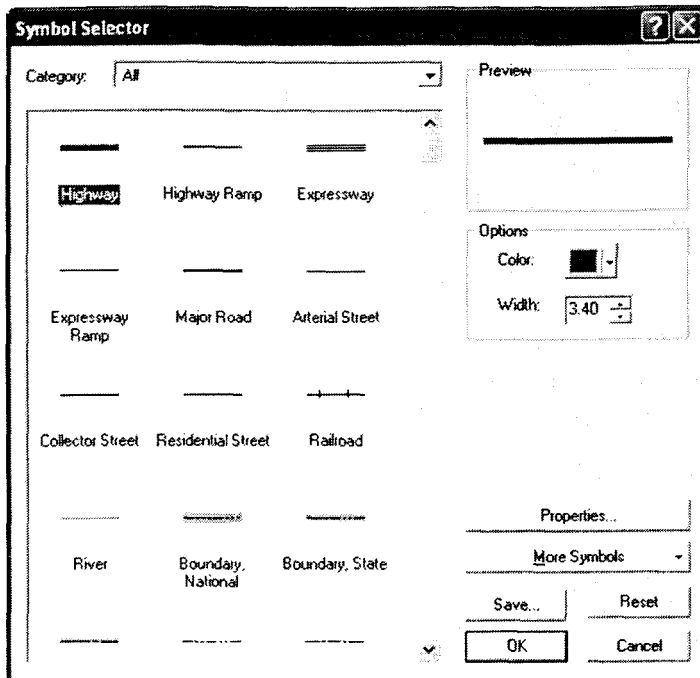 Symbol Selector
Category: All
Highway Highway Ramp Expressway
Expressway Ramp Major Road Arterial Street
Collector Street Residential Street Railroad
River Boundary, National Boundary, State
Preview
Options
Color:
Width: 3.40
Properties...
More Symbols
Save... Reset
OK Cancel